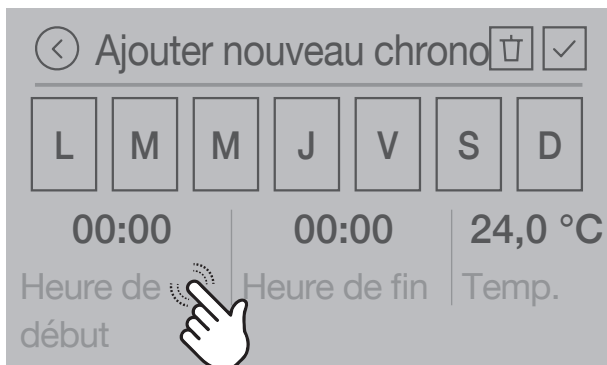 Ajouter nouveau chrono
L M M J V S D
00:00 00:00 24,0 °C
Heure de début Heure de fin Temp.